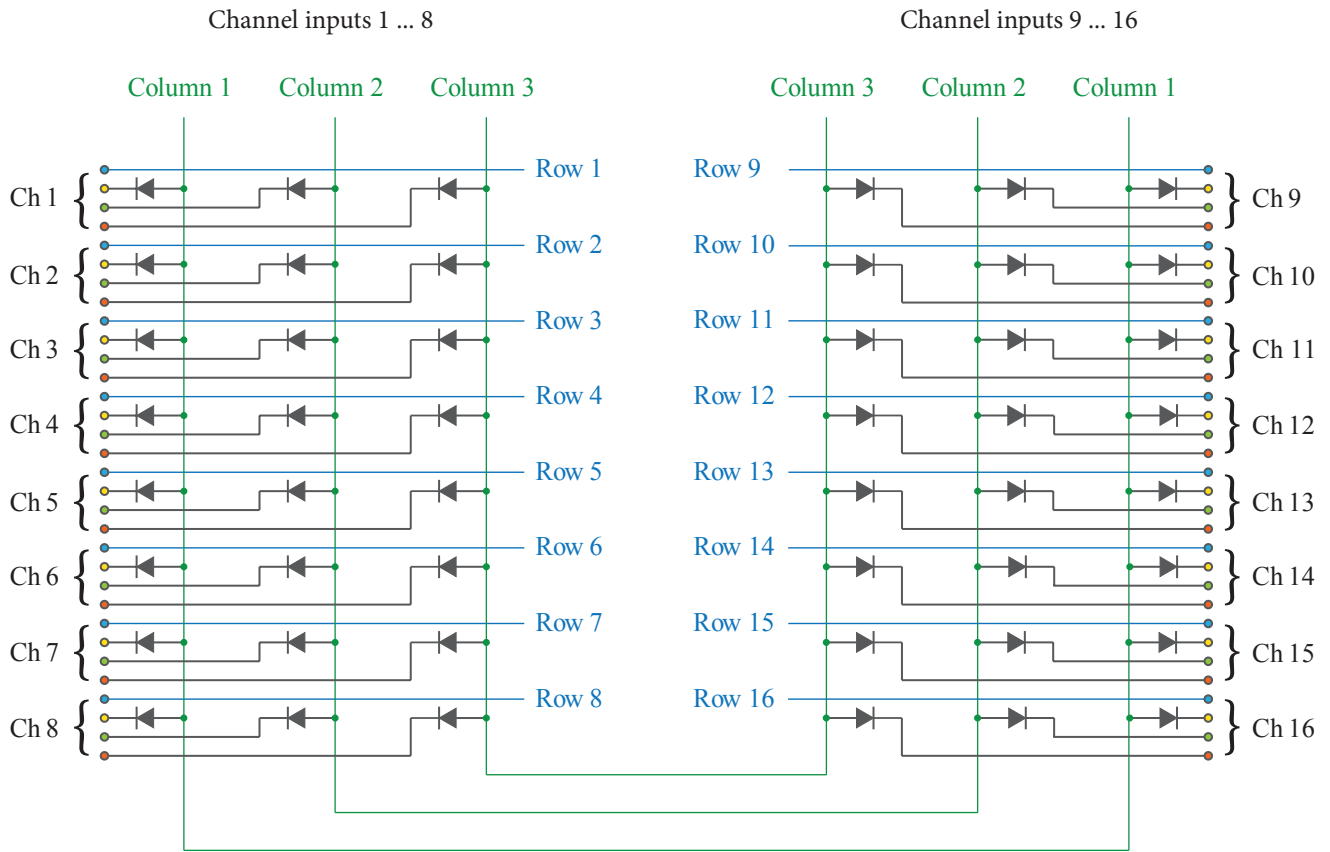 Channel inputs 1 ... 8
Channel inputs 9 ... 16
Column 1
Column 2
Column 3
Column 3
Column 2
Column 1
Ch 1
Row 1
Row 9
Ch 9
Ch 2
Row 2
Row 10
Ch 10
Ch 3
Row 3
Row 11
Ch 11
Ch 4
Row 4
Row 12
Ch 12
Ch 5
Row 5
Row 13
Ch 13
Ch 6
Row 6
Row 14
Ch 14
Ch 7
Row 7
Row 15
Ch 15
Ch 8
Row 8
Row 16
Ch 16